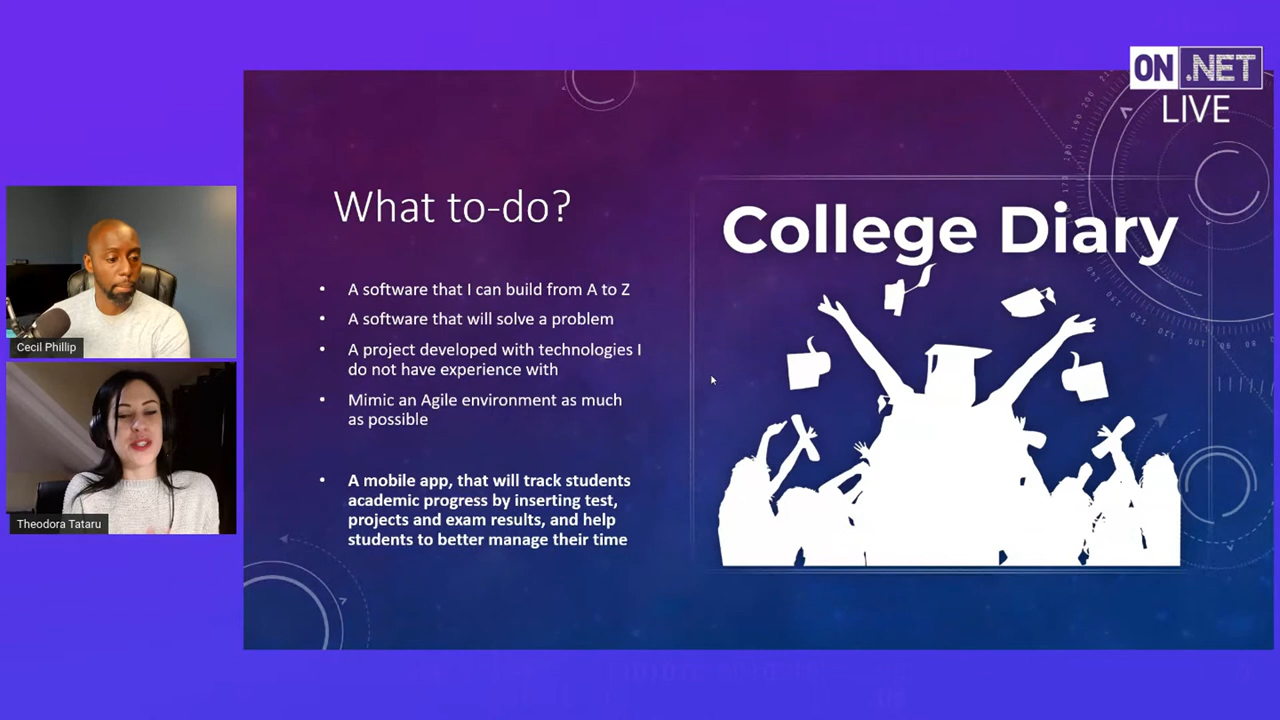 ON .NET
LIVE
What to-do?
College Diary
• A software that I can build from A to Z
• A software that will solve a problem
• A project developed with technologies I
do not have experience with
• Mimic an Agile environment as much
as possible
• A mobile app, that will track students
academic progress by inserting test,
projects and exam results, and help
students to better manage their time
Cecil Phillip
Theodora Tataru